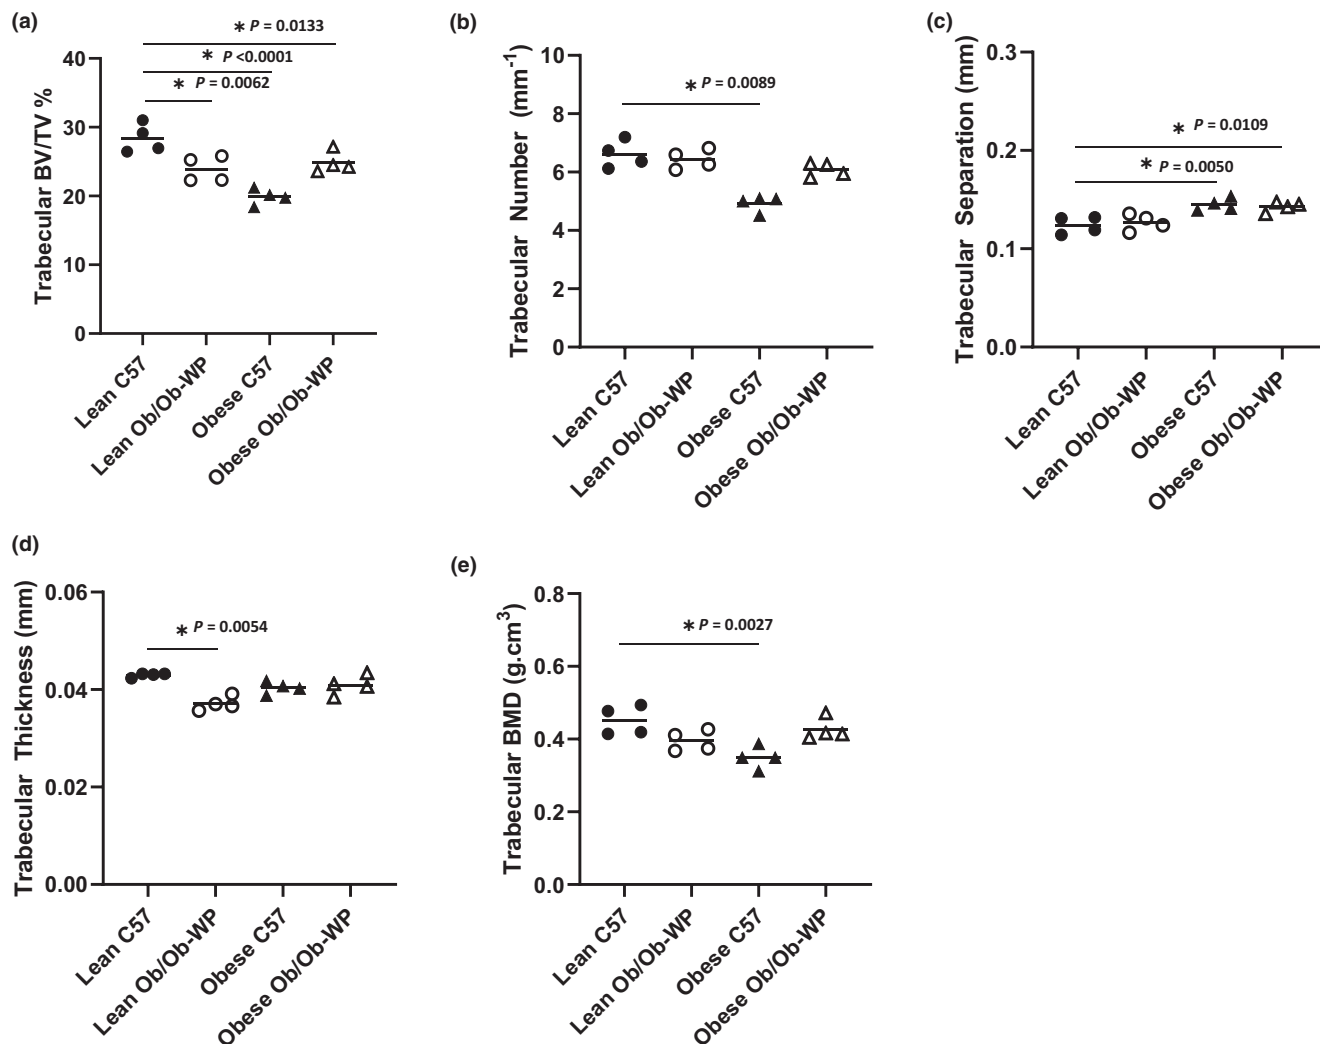 (a)
* P = 0.0133
* P <0.0001
* P = 0.0062
Trabecular BV/TV %
40
30
20
10
0
Lean C57
Lean Ob/Ob-WP
Obese C57
Obese Ob/Ob-WP
(b)
* P = 0.0089
Trabecular Number (mm-1)
10
8
6
4
2
0
Lean C57
Lean Ob/Ob-WP
Obese C57
Obese Ob/Ob-WP
(c)
* P = 0.0109
* P = 0.0050
Trabecular Separation (mm)
0.3
0.2
0.1
0.0
Lean C57
Lean Ob/Ob-WP
Obese C57
Obese Ob/Ob-WP
(d)
* P = 0.0054
Trabecular Thickness (mm)
0.06
0.04
0.02
0.00
Lean C57
Lean Ob/Ob-WP
Obese C57
Obese Ob/Ob-WP
(e)
* P = 0.0027
Trabecular BMD (g.cm3)
0.8
0.6
0.4
0.2
0.0
Lean C57
Lean Ob/Ob-WP
Obese C57
Obese Ob/Ob-WP